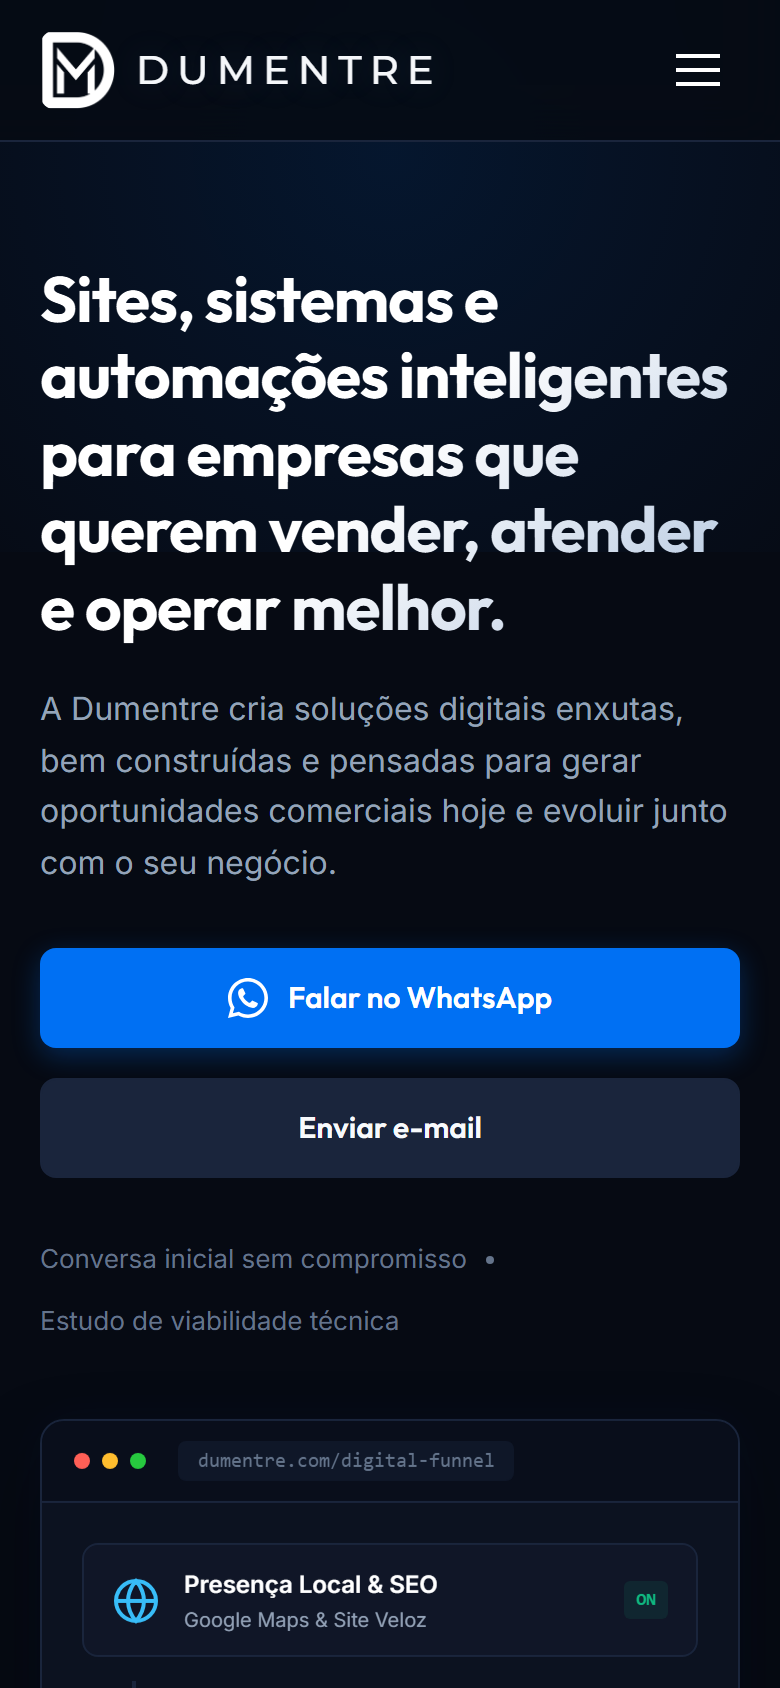 DUMENTRE
Sites, sistemas e
automações inteligentes
para empresas que
querem vender, atender
e operar melhor.
A Dumentre cria soluções digitais enxutas,
bem construídas e pensadas para gerar
oportunidades comerciais hoje e evoluir junto
com o seu negócio.
Falar no WhatsApp
Enviar e-mail
Conversa inicial sem compromisso •
Estudo de viabilidade técnica
dumentre.com/digital-funnel
Presença Local & SEO
Google Maps & Site Veloz
ON